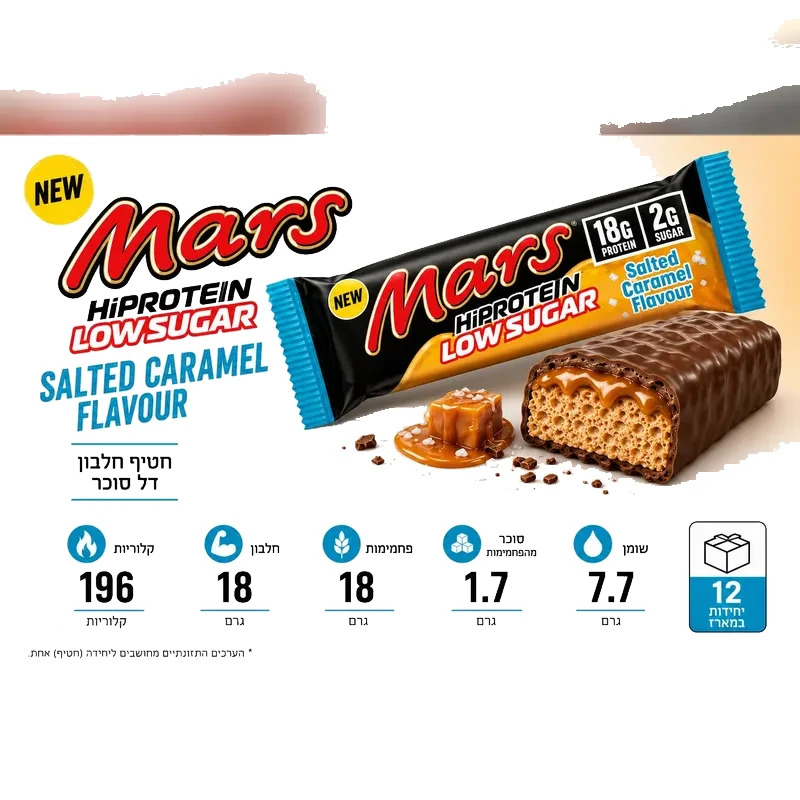 NEW
Mars
HiPROTEIN
LOW SUGAR
SALTED CARAMEL
FLAVOUR
חטיף חלבון
דל סוכר
NEW
Mars
HiPROTEIN
LOW SUGAR
18G
PROTEIN
2G
SUGAR
Salted
Caramel
Flavour
קלוריות
196
קלוריות
חלבון
18
גרם
פחמימות
18
גרם
סוכר
מהפחמימות
1.7
גרם
שומן
7.7
גרם
12
יחידות
במארז
* הערכים התזונתיים מחושבים ליחידה (חטיף) אחת.